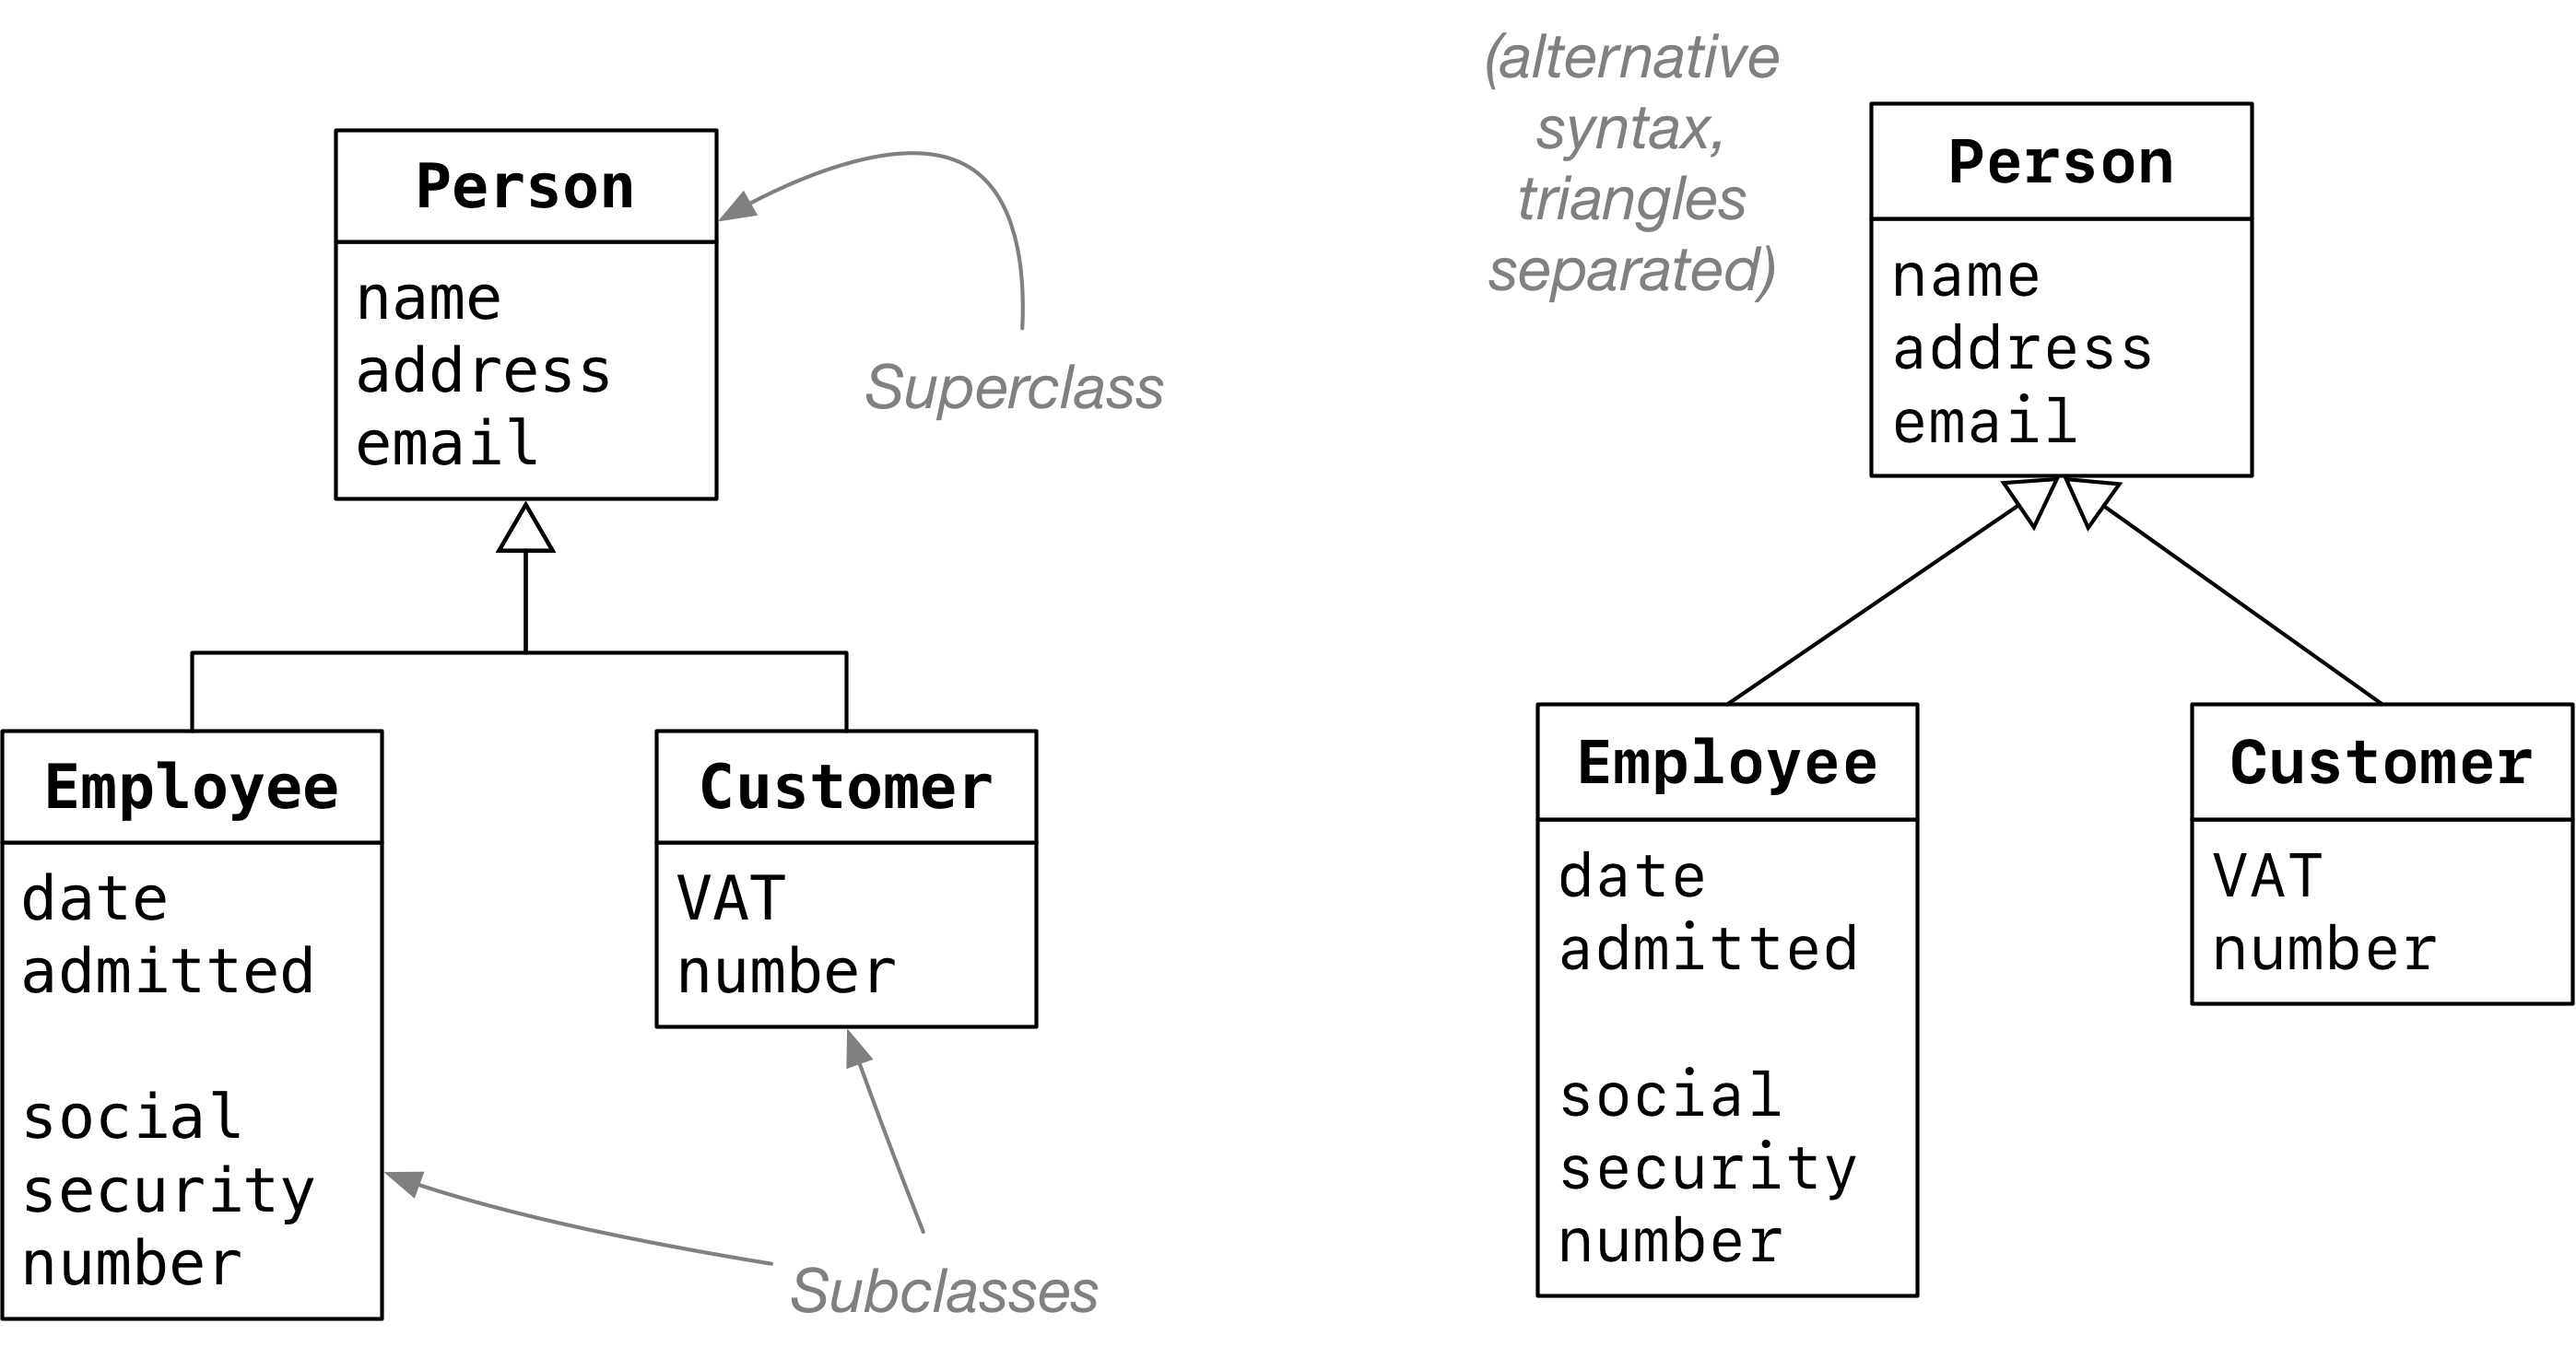 Person
name
address
email
Superclass
Employee
date
admitted
social
security
number
Customer
VAT
number
Subclasses
(alternative
syntax,
triangles
separated)
Person
name
address
email
Employee
date
admitted
social
security
number
Customer
VAT
number